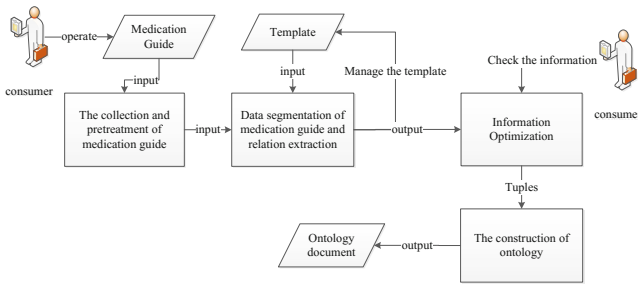 operate
Medication
Guide
Template
consumer
input
input
Manage the template
Check the information
consume
The collection and
pretreatment of
medication guide
input
Data segmentation of
medication guide and
relation extraction
output
Information
Optimization
Tuples
Ontology
document
output
The construction of
ontology